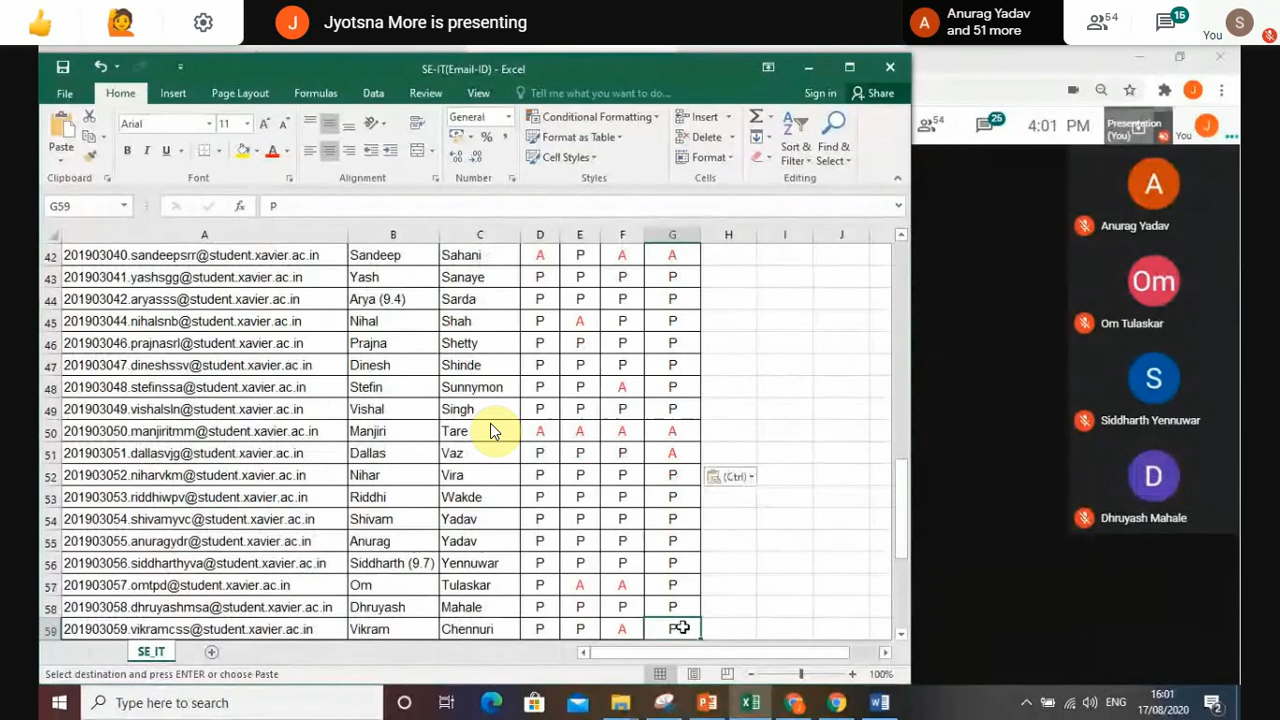 J Jyotsna More is presenting
A Anurag Yadav and 51 more
54
15
You S
SE-IT(Email-ID) - Excel
File Home Insert Page Layout Formulas Data Review View Tell me what you want to do... Sign in Share
Paste
Arial 11
B I U
General
% ,
Conditional Formatting
Format as Table
Cell Styles
Insert
Delete
Format
Sort & Filter
Find & Select
Clipboard Font Alignment Number Styles Cells Editing
G59 fx P
A B C D E F G H I J
42 201903040.sandeepsrr@student.xavier.ac.in Sandeep Sahani A P A A
43 201903041.yashsgg@student.xavier.ac.in Yash Sanaye P P P P
44 201903042.aryasss@student.xavier.ac.in Arya (9.4) Sarda P P P P
45 201903044.nihalsnb@student.xavier.ac.in Nihal Shah P A P P
46 201903046.prajnasrl@student.xavier.ac.in Prajna Shetty P P P P
47 201903047.dineshssv@student.xavier.ac.in Dinesh Shinde P P P P
48 201903048.stefinssa@student.xavier.ac.in Stefin Sunnymon P P A P
49 201903049.vishalsln@student.xavier.ac.in Vishal Singh P P P P
50 201903050.manjiritmm@student.xavier.ac.in Manjiri Tare A A A A
51 201903051.dallasvjg@student.xavier.ac.in Dallas Vaz P P P A
52 201903052.niharvkm@student.xavier.ac.in Nihar Vira P P P P
(Ctrl)
53 201903053.riddhiwpv@student.xavier.ac.in Riddhi Wakde P P P P
54 201903054.shivamyvc@student.xavier.ac.in Shivam Yadav P P P P
55 201903055.anuragydr@student.xavier.ac.in Anurag Yadav P P P P
56 201903056.siddharthyva@student.xavier.ac.in Siddharth (9.7) Yennuwar P P P P
57 201903057.omtpd@student.xavier.ac.in Om Tulaskar P A A P
58 201903058.dhruyashmsa@student.xavier.ac.in Dhruyash Mahale P P P P
59 201903059.vikramcss@student.xavier.ac.in Vikram Chennuri P P A P
SE_IT
Select destination and press ENTER or choose Paste
100%
J
54
25
4:01 PM
Presentation (You)
You J
A
Anurag Yadav
Om
Om Tulaskar
S
Siddharth Yennuwar
D
Dhruyash Mahale
Type here to search
ENG
16:01
17/08/2020
2